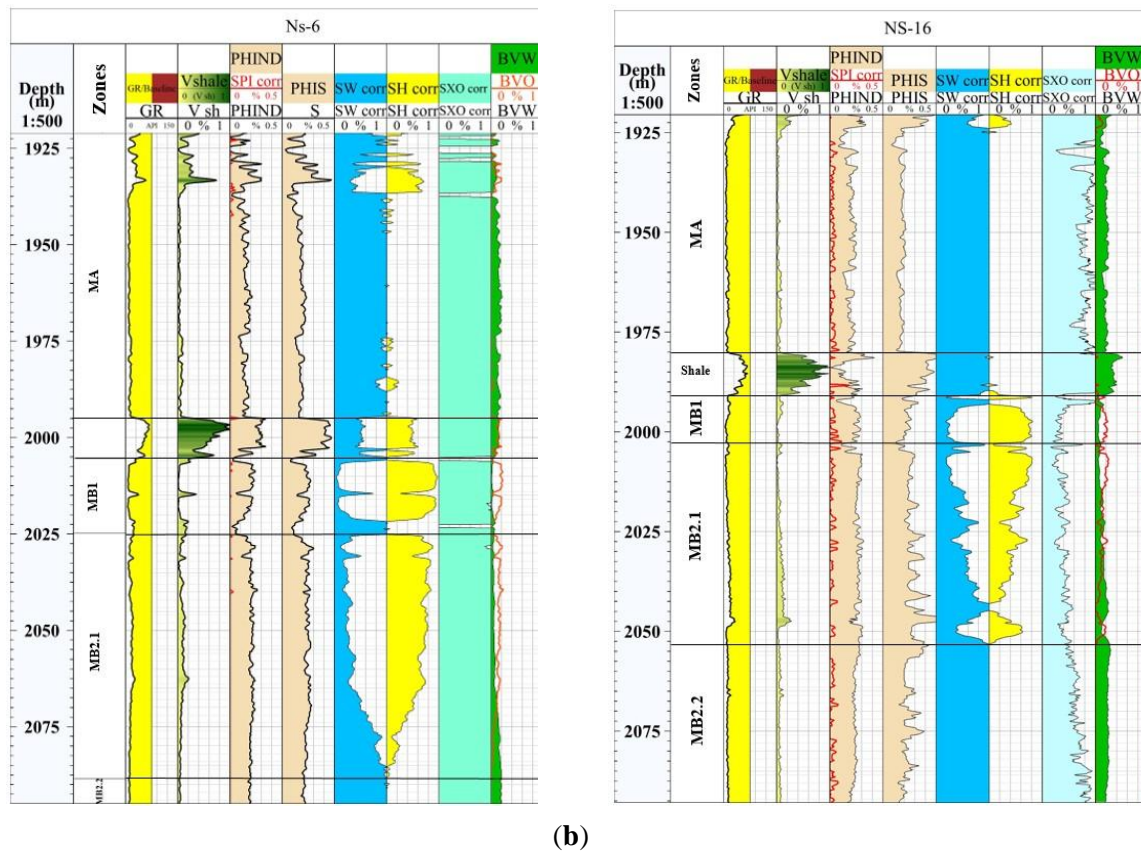 Ns-6
Depth
(m)
1:500
Zones
GR/Baseline
GR
0 API 150
Vshale
0 (V sh) 1
V sh
0 % 1
PHIND
SPI corr
0 % 0.5
PHIND
0 % 0.5
PHIS
S
0 % 0.5
SW corr
SW corr
0 % 1
SH corr
SH corr
0 % 1
SXO corr
SXO corr
0 % 1
BVW
BVO
0 % 1
BVW
0 % 1
1925
1950
1975
2000
2025
2050
2075
MA
MB1
MB2.1
MB2.2
NS-16
Depth
(m)
1:500
Zones
GR/Baseline
GR
0 API 150
Vshale
0 (V sh) 1
V sh
0 % 1
PHIND
SPI corr
0 % 0.5
PHIND
0 % 0.5
PHIS
PHIS
0 % 0.5
SW corr
SW corr
0 % 1
SH corr
SH corr
0 % 1
SXO corr
SXO corr
0 % 1
BVW
BVO
0 % 1
BVW
0 % 1
1925
1950
1975
2000
2025
2050
2075
MA
Shale
MB1
MB2.1
MB2.2
(b)